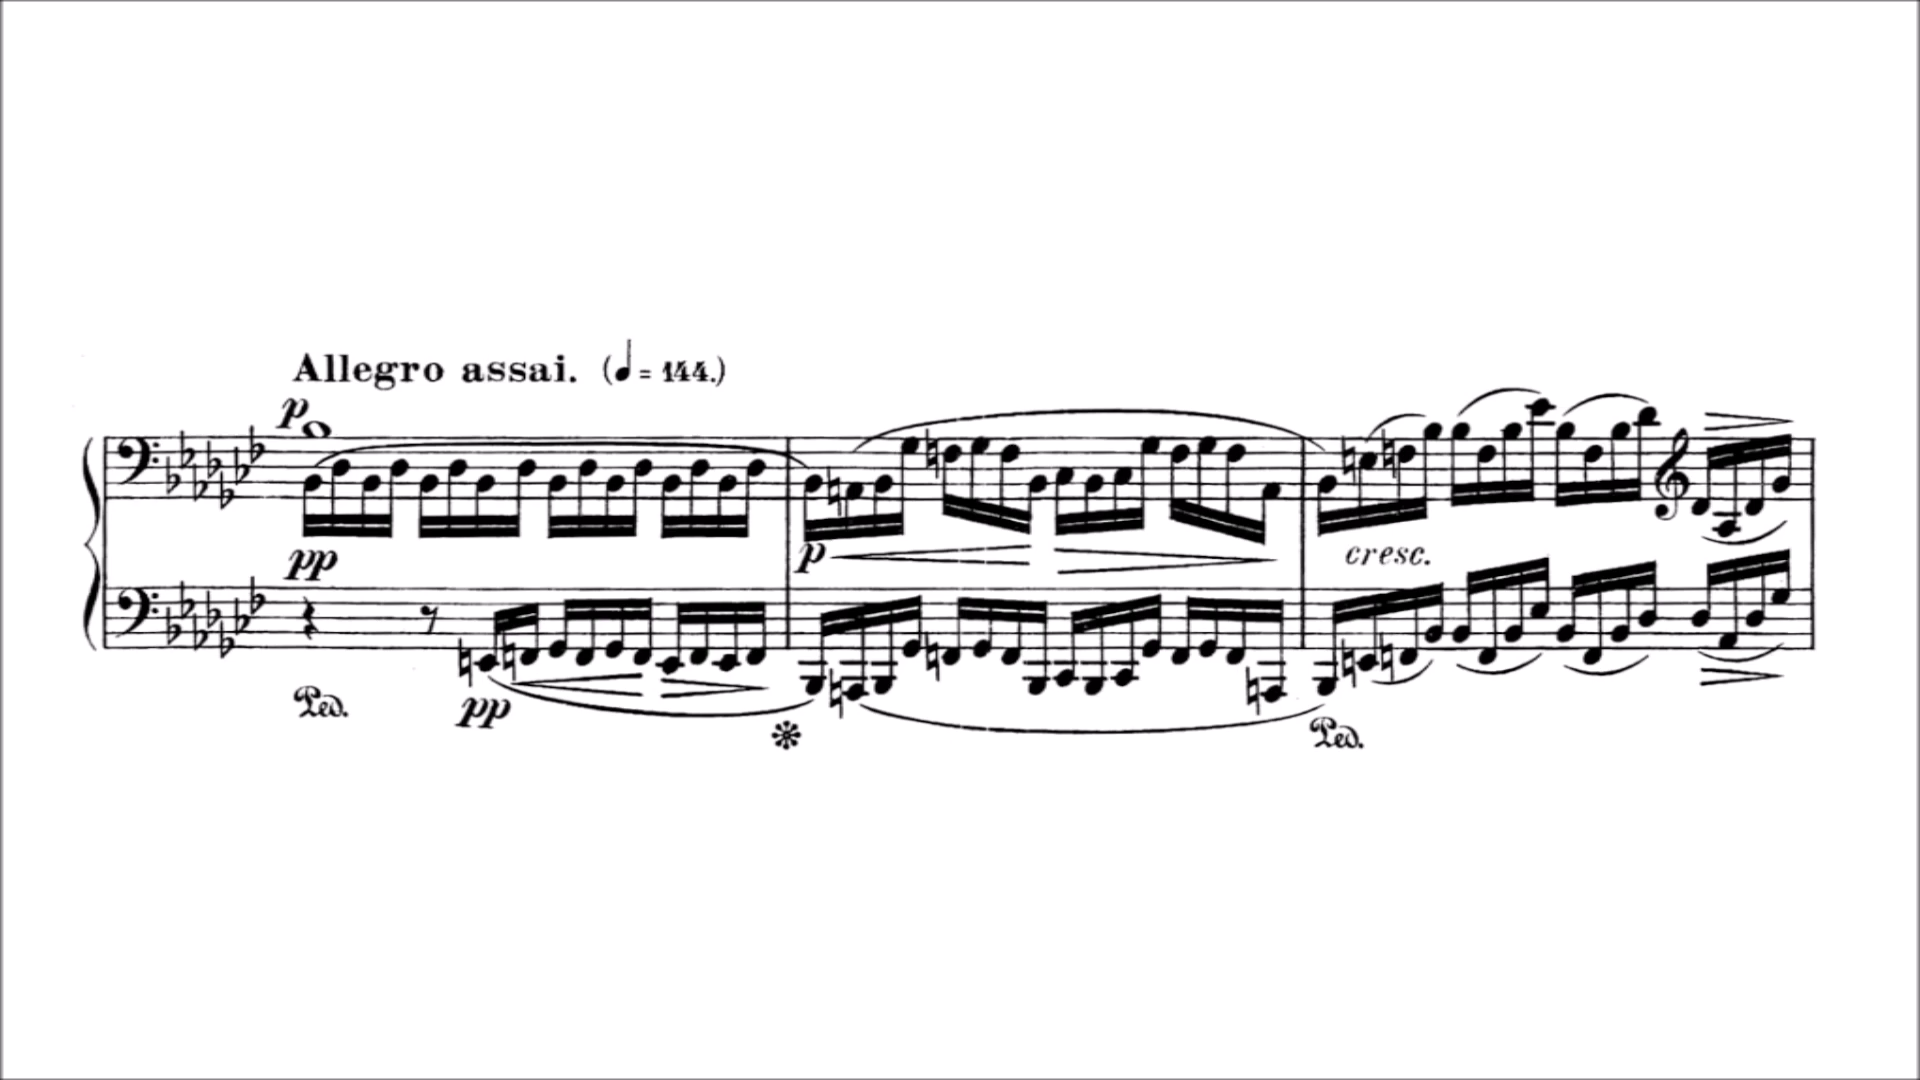 Allegro assai. (♩ = 144.)
p
pp
p
cresc.
pp
Ped.
Ped.